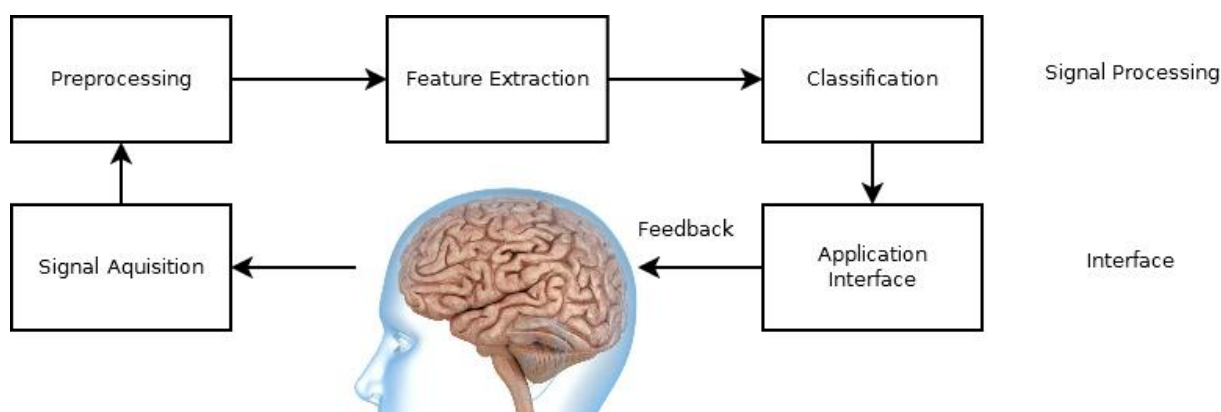 Preprocessing
Feature Extraction
Classification
Signal Processing
Signal Aquisition
Feedback
Application
Interface
Interface